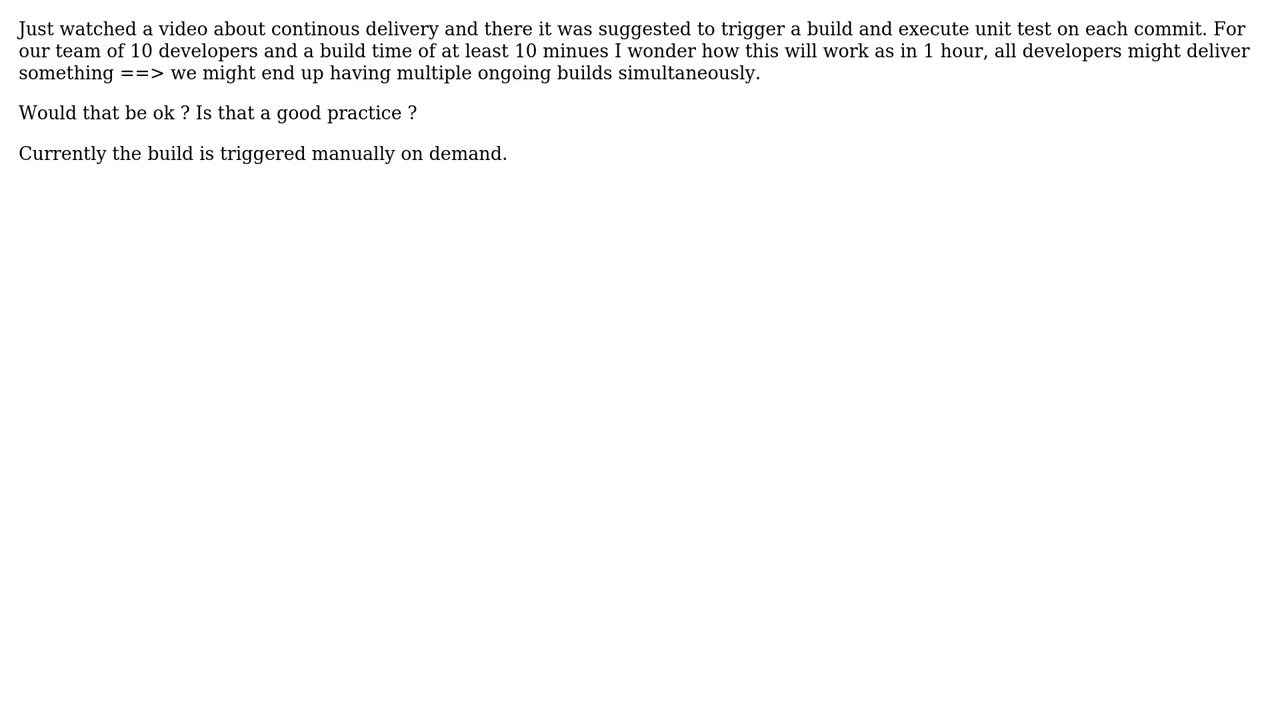 Just watched a video about continous delivery and there it was suggested to trigger a build and execute unit test on each commit. For
our team of 10 developers and a build time of at least 10 minues I wonder how this will work as in 1 hour, all developers might deliver
something ==> we might end up having multiple ongoing builds simultaneously.
Would that be ok ? Is that a good practice ?
Currently the build is triggered manually on demand.